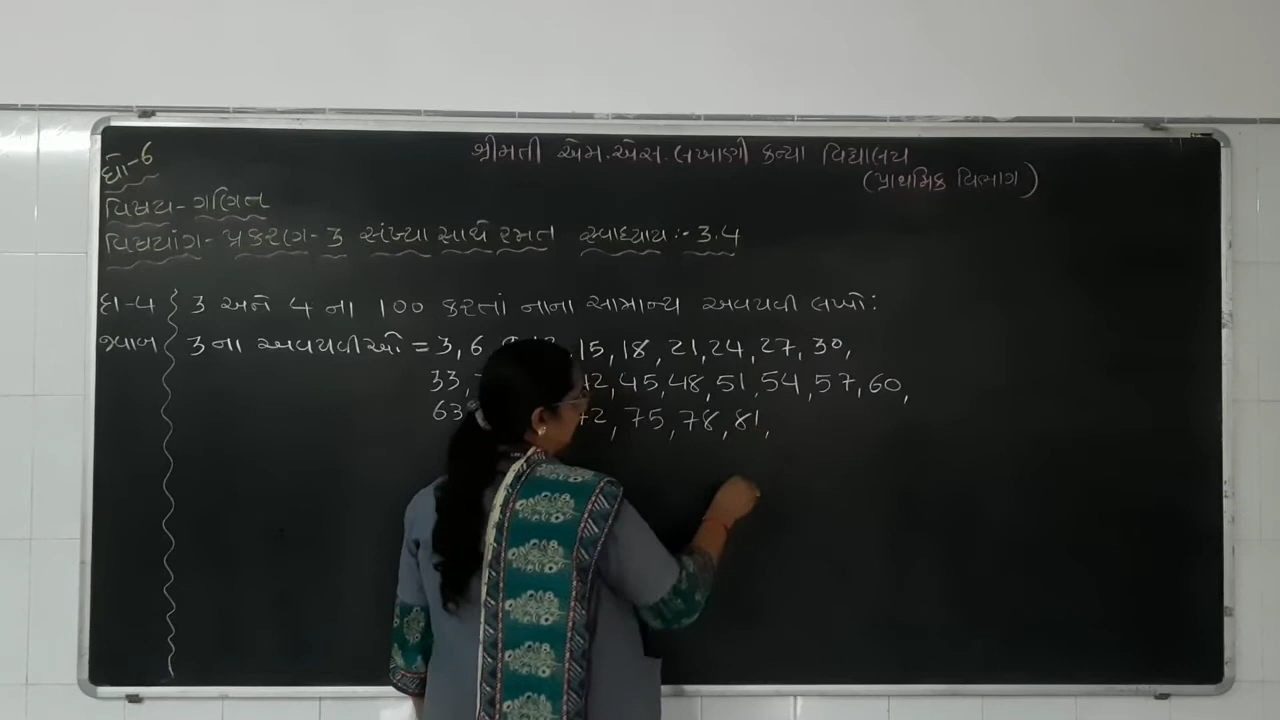 શ્રીમતી એમ.એસ.લખાણી કન્યા વિદ્યાલય
(પ્રાથમિક વિભાગ)
ધો-6
વિષય-ગણિત
વિષયાંગ-પ્રકરણ-3 સંખ્યા સાથે રમત સ્વાધ્યાય:-3.4
દા-4 3 અને 4 ના 100 કરતાં નાના સામાન્ય અવયવી લખો:
જવાબ 3 ના અવયવીઓ = 3, 6 15, 18, 21, 24, 27, 30,
33, 45, 48, 51, 54, 57, 60,
63 75, 78, 81,